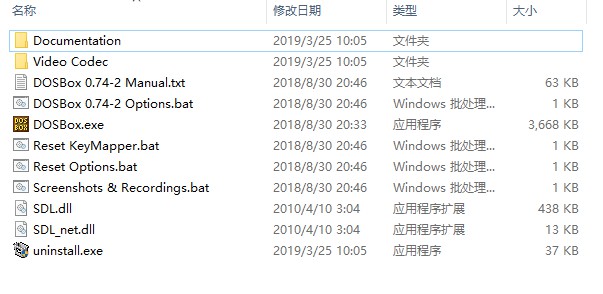 名称 修改日期 类型 大小
Documentation 2019/3/25 10:05 文件夹
Video Codec 2019/3/25 10:05 文件夹
DOSBox 0.74-2 Manual.txt 2018/8/30 20:46 文本文档 63 KB
DOSBox 0.74-2 Options.bat 2018/8/30 20:46 Windows 批处理... 1 KB
DOSBox.exe 2018/8/30 20:33 应用程序 3,668 KB
Reset KeyMapper.bat 2018/8/30 20:46 Windows 批处理... 1 KB
Reset Options.bat 2018/8/30 20:46 Windows 批处理... 1 KB
Screenshots & Recordings.bat 2018/8/30 20:46 Windows 批处理... 1 KB
SDL.dll 2010/4/10 3:04 应用程序扩展 438 KB
SDL_net.dll 2010/4/10 3:04 应用程序扩展 13 KB
uninstall.exe 2019/3/25 10:05 应用程序 37 KB